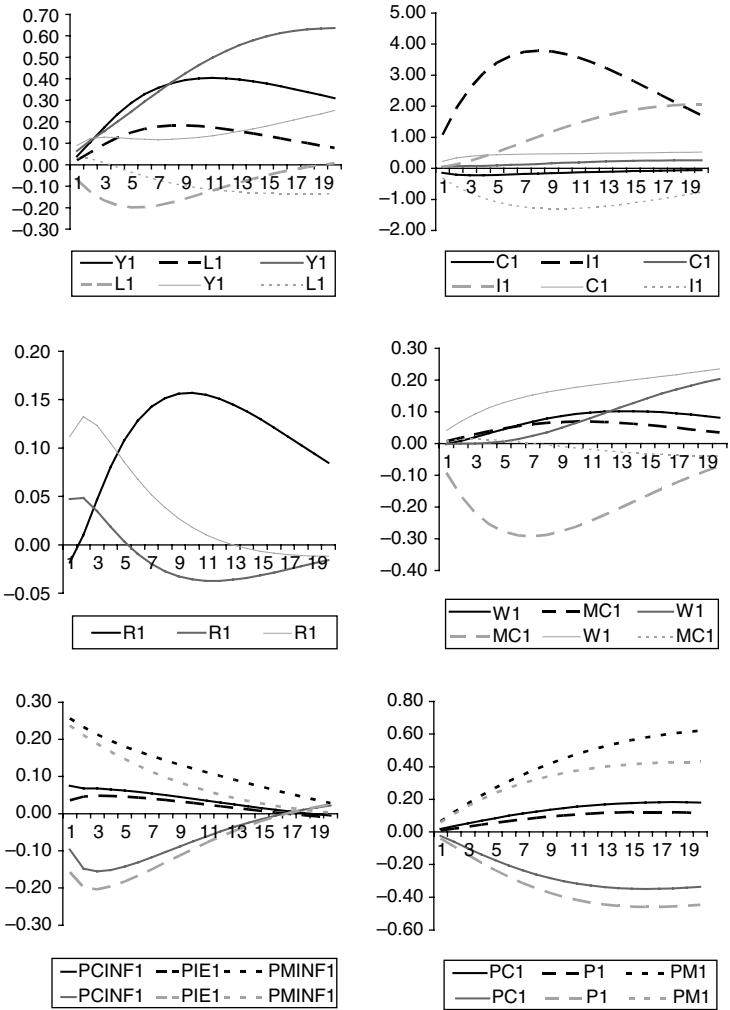 0.70
0.60
0.50
0.40
0.30
0.20
0.10
0.00
−0.10
−0.20
−0.30
1 3 5 7 9 11 13 15 17 19
Y1 L1 Y1
L1 Y1 L1
5.00
4.00
3.00
2.00
1.00
0.00
−1.00
−2.00
1 3 5 7 9 11 13 15 17 19
C1 I1 C1
I1 C1 I1
0.20
0.15
0.10
0.05
0.00
−0.05
1 3 5 7 9 11 13 15 17 19
R1 R1 R1
0.30
0.20
0.10
0.00
−0.10
−0.20
−0.30
−0.40
1 3 5 7 9 11 13 15 17 19
W1 MC1 W1
MC1 W1 MC1
0.30
0.20
0.10
0.00
−0.10
−0.20
−0.30
1 3 5 7 9 11 13 15 17 19
PCINF1 PIE1 PMINF1
PCINF1 PIE1 PMINF1
0.80
0.60
0.40
0.20
0.00
−0.20
−0.40
−0.60
1 3 5 7 9 11 13 15 17 19
PC1 P1 PM1
PC1 P1 PM1